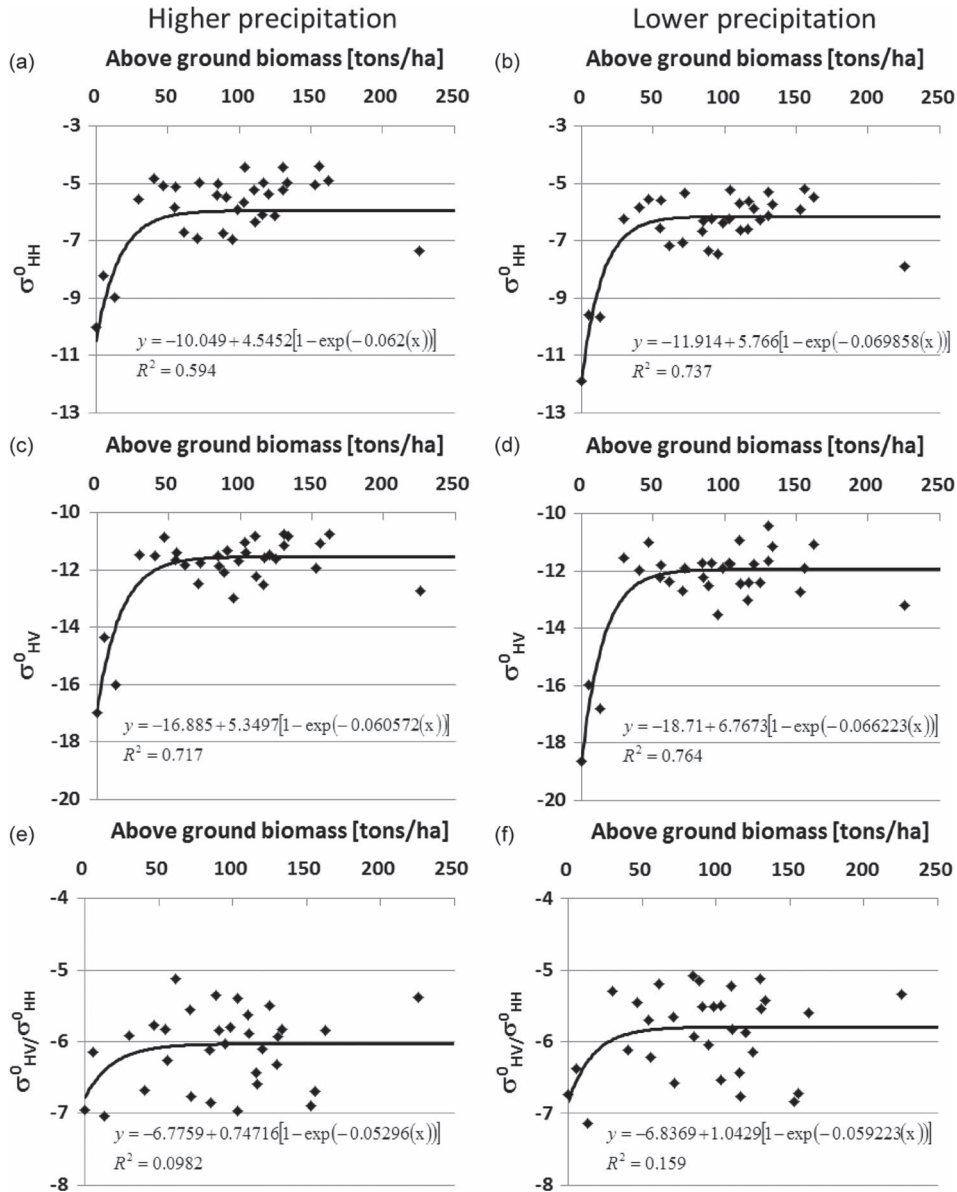 Higher precipitation
Lower precipitation
(a)
Above ground biomass [tons/ha]
0 50 100 150 200 250
-3
-5
-7
-9
-11
-13
σ⁰HH
y = −10.049 + 4.5452[1−exp(−0.062(x))]
R² = 0.594
(b)
Above ground biomass [tons/ha]
0 50 100 150 200 250
-3
-5
-7
-9
-11
-13
σ⁰HH
y = −11.914 + 5.766[1−exp(−0.069858(x))]
R² = 0.737
(c)
Above ground biomass [tons/ha]
0 50 100 150 200 250
-10
-12
-14
-16
-18
-20
σ⁰HV
y = −16.885 + 5.3497[1−exp(−0.060572(x))]
R² = 0.717
(d)
Above ground biomass [tons/ha]
0 50 100 150 200 250
-10
-12
-14
-16
-18
-20
σ⁰HV
y = −18.71 + 6.7673[1−exp(−0.066223(x))]
R² = 0.764
(e)
Above ground biomass [tons/ha]
0 50 100 150 200 250
-4
-5
-6
-7
-8
σ⁰HV/σ⁰HH
y = −6.7759 + 0.74716[1−exp(−0.05296(x))]
R² = 0.0982
(f)
Above ground biomass [tons/ha]
0 50 100 150 200 250
-4
-5
-6
-7
-8
σ⁰HV/σ⁰HH
y = −6.8369 + 1.0429[1−exp(−0.059223(x))]
R² = 0.159